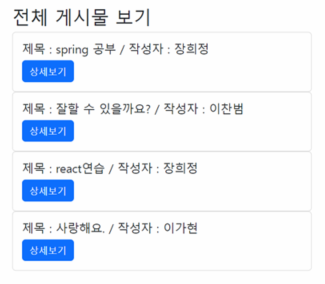 전체 게시물 보기
제목 : spring 공부 / 작성자 : 장희정
상세보기
제목 : 잘할 수 있을까요? / 작성자 : 이찬범
상세보기
제목 : react연습 / 작성자 : 장희정
상세보기
제목 : 사랑해요. / 작성자 : 이가현
상세보기